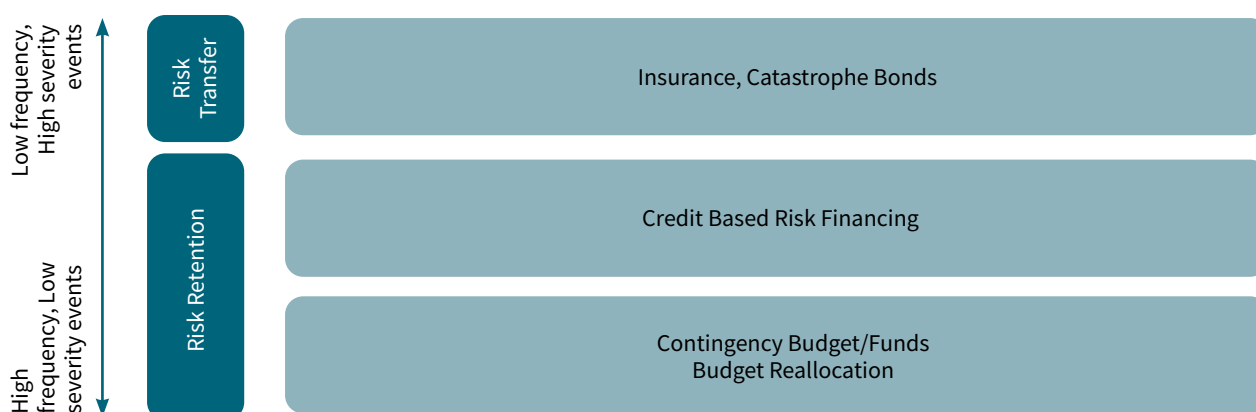 Low frequency,
High severity
events
Risk
Transfer
Insurance, Catastrophe Bonds
Risk Retention
Credit Based Risk Financing
High
frequency, Low
severity events
Contingency Budget/Funds
Budget Reallocation